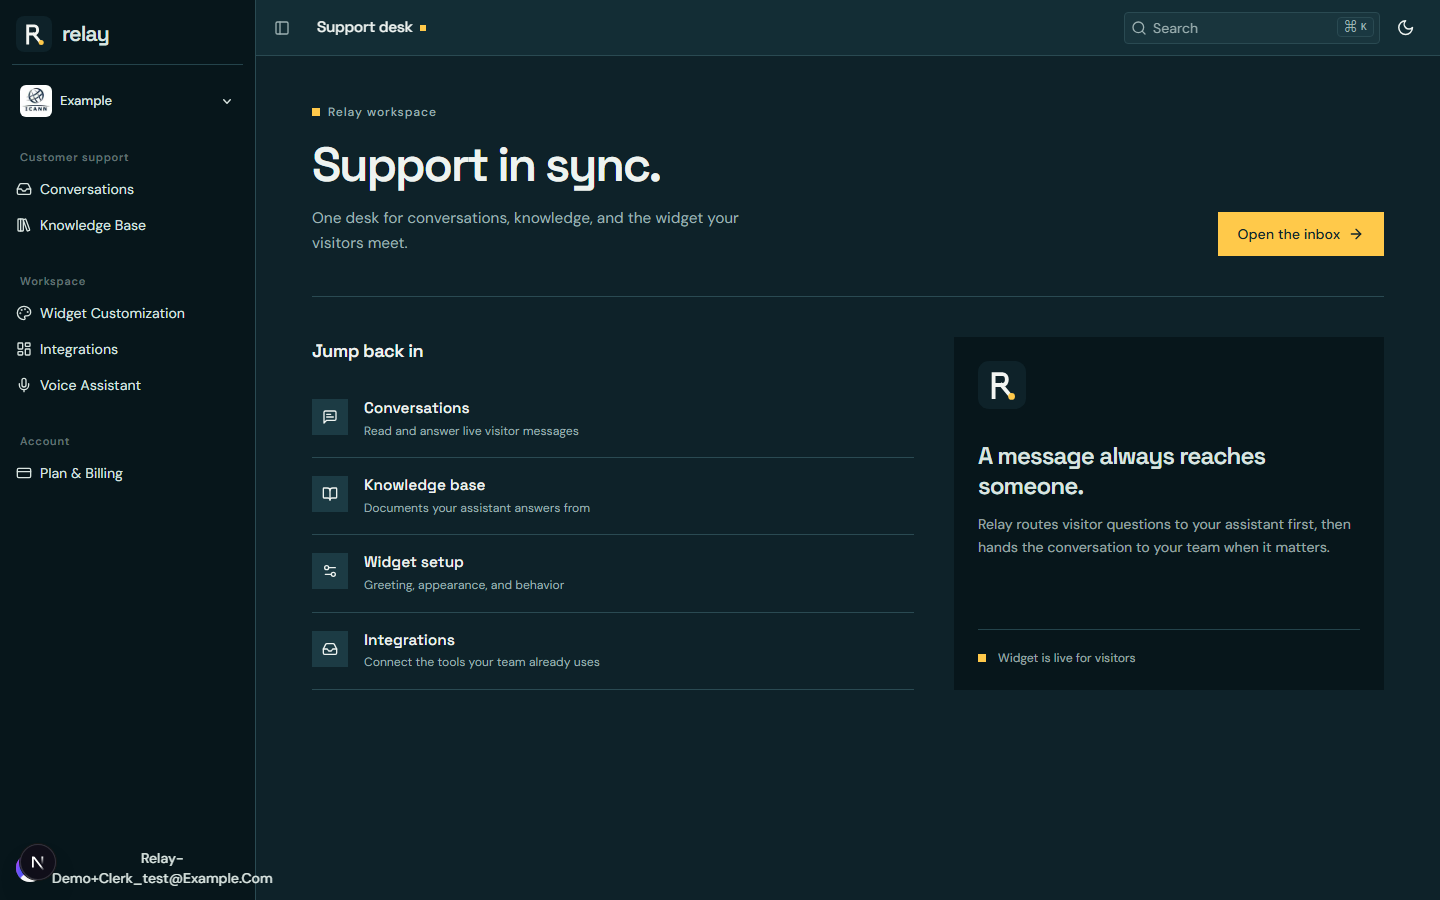 relay
ICANN
Example
Customer support
Conversations
Knowledge Base
Workspace
Widget Customization
Integrations
Voice Assistant
Account
Plan & Billing
N
Relay-
Demo+Clerk_test@Example.Com
Support desk
Search
⌘ K
Relay workspace
Support in sync.
One desk for conversations, knowledge, and the widget your
visitors meet.
Open the inbox →
Jump back in
Conversations
Read and answer live visitor messages
Knowledge base
Documents your assistant answers from
Widget setup
Greeting, appearance, and behavior
Integrations
Connect the tools your team already uses
R.
A message always reaches
someone.
Relay routes visitor questions to your assistant first, then
hands the conversation to your team when it matters.
Widget is live for visitors